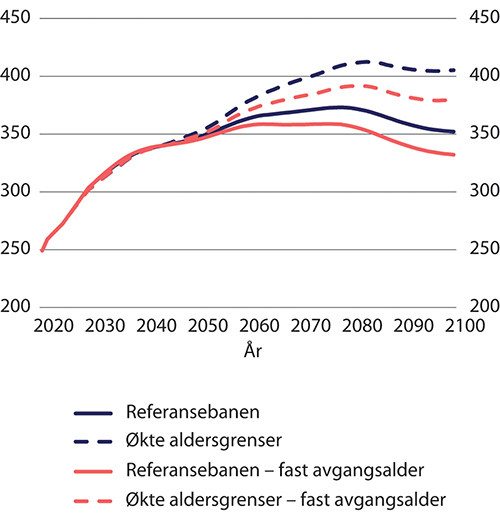 450 450
400 400
350 350
300 300
250 250
200 200
2020 2030 2040 2050 2060 2070 2080 2090 2100
År
Referansebanen
Økte aldersgrenser
Referansebanen – fast avgangsalder
Økte aldersgrenser – fast avgangsalder